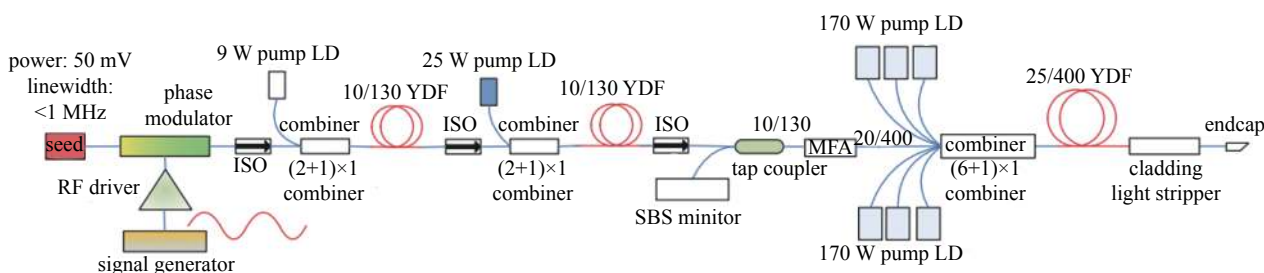 power: 50 mV
linewidth:
<1 MHz
seed
phase
modulator
RF driver
signal generator
ISO
9 W pump LD
combiner
(2+1)×1
combiner
10/130 YDF
ISO
25 W pump LD
combiner
(2+1)×1
combiner
10/130 YDF
ISO
SBS minitor
10/130
tap coupler
MFA
20/400
170 W pump LD
combiner
(6+1)×1
combiner
170 W pump LD
25/400 YDF
cladding
light stripper
endcap